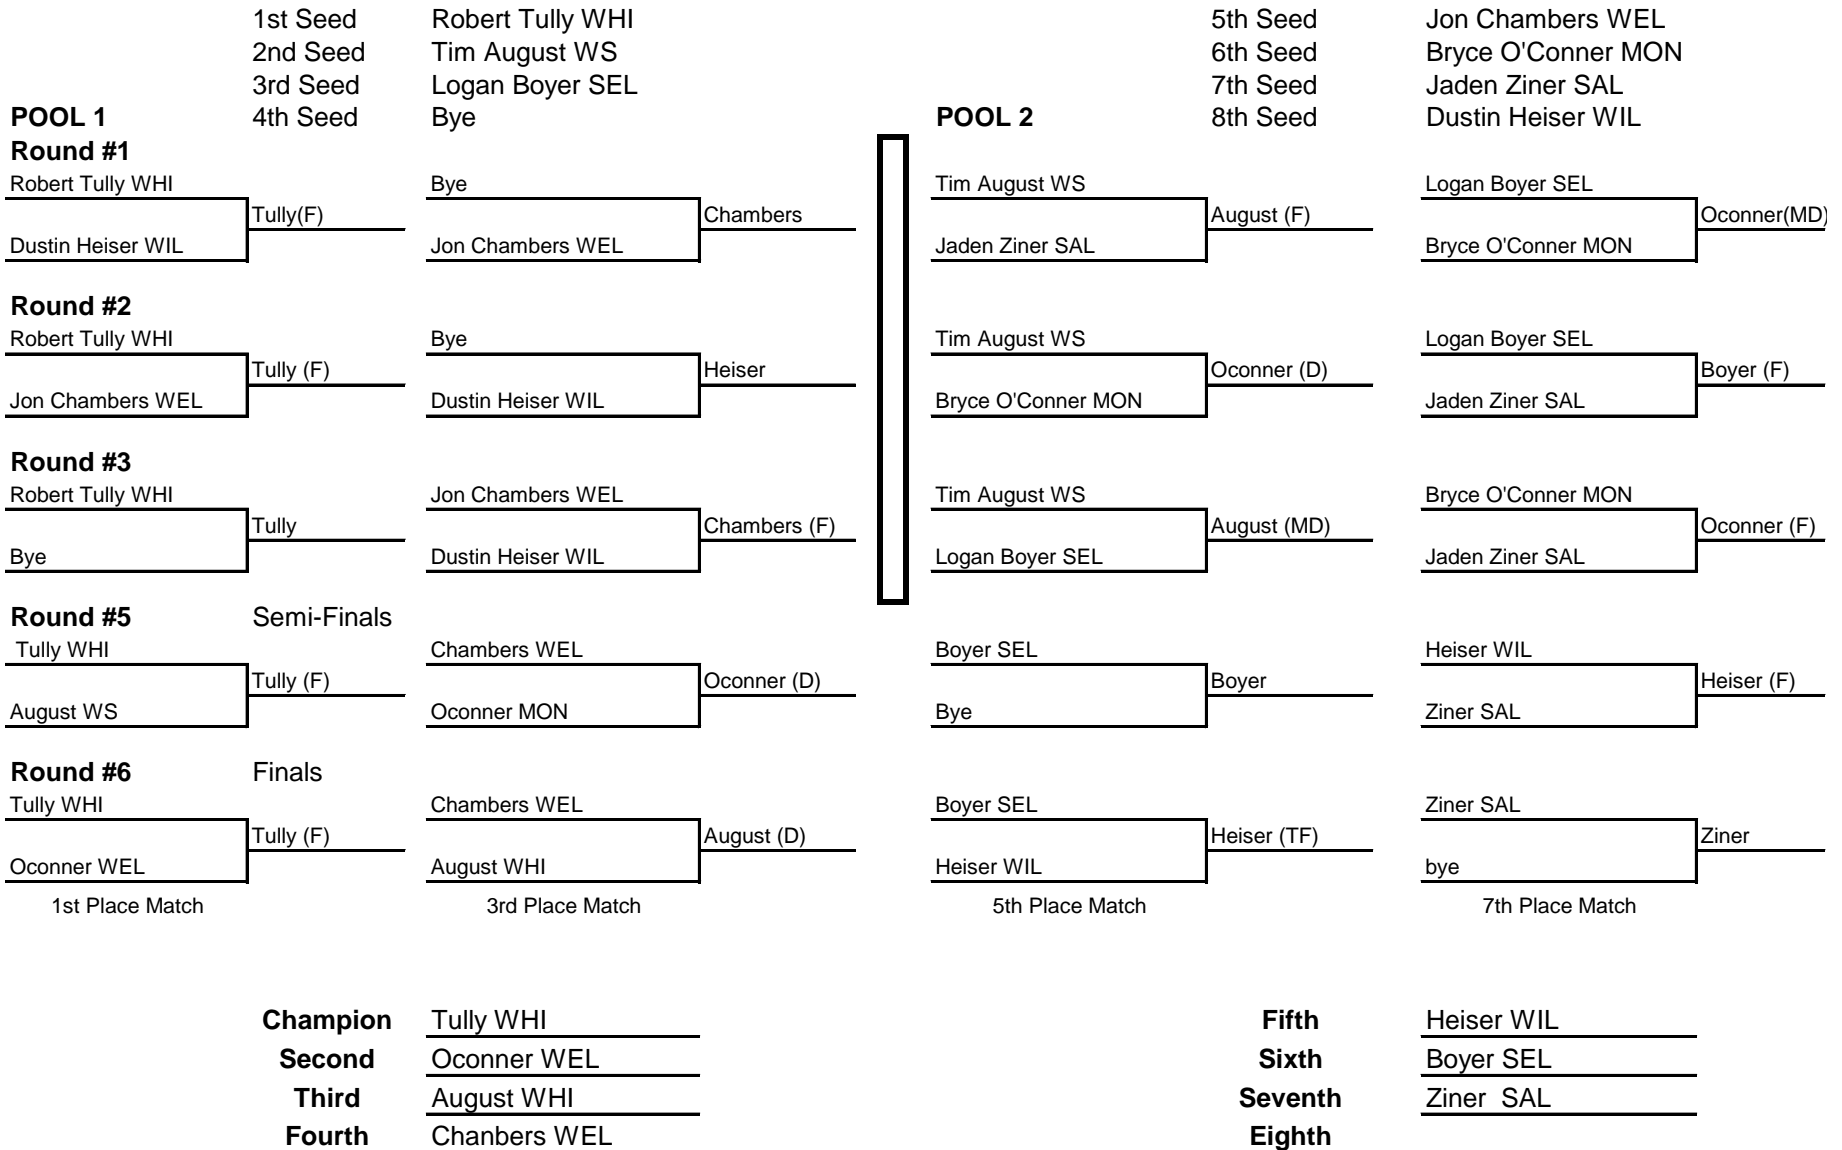 1st Seed Robert Tully WHI 5th Seed Jon Chambers WEL
2nd Seed Tim August WS 6th Seed Bryce O'Conner MON
3rd Seed Logan Boyer SEL 7th Seed Jaden Ziner SAL
POOL 1 4th Seed Bye POOL 2 8th Seed Dustin Heiser WIL
Round #1
Robert Tully WHI Bye Tim August WS Logan Boyer SEL
Tully(F) Chambers August (F) Oconner(MD)
Dustin Heiser WIL Jon Chambers WEL Jaden Ziner SAL Bryce O'Conner MON
Round #2
Robert Tully WHI Bye Tim August WS Logan Boyer SEL
Tully (F) Heiser Oconner (D) Boyer (F)
Jon Chambers WEL Dustin Heiser WIL Bryce O'Conner MON Jaden Ziner SAL
Round #3
Robert Tully WHI Jon Chambers WEL Tim August WS Bryce O'Conner MON
Tully Chambers (F) August (MD) Oconner (F)
Bye Dustin Heiser WIL Logan Boyer SEL Jaden Ziner SAL
Round #5 Semi-Finals
Tully WHI Chambers WEL Boyer SEL Heiser WIL
Tully (F) Oconner (D) Boyer Heiser (F)
August WS Oconner MON Bye Ziner SAL
Round #6 Finals
Tully WHI Chambers WEL Boyer SEL Ziner SAL
Tully (F) August (D) Heiser (TF) Ziner
Oconner WEL August WHI Heiser WIL bye
1st Place Match 3rd Place Match 5th Place Match 7th Place Match
Champion Tully WHI Fifth Heiser WIL
Second Oconner WEL Sixth Boyer SEL
Third August WHI Seventh Ziner SAL
Fourth Chanbers WEL Eighth